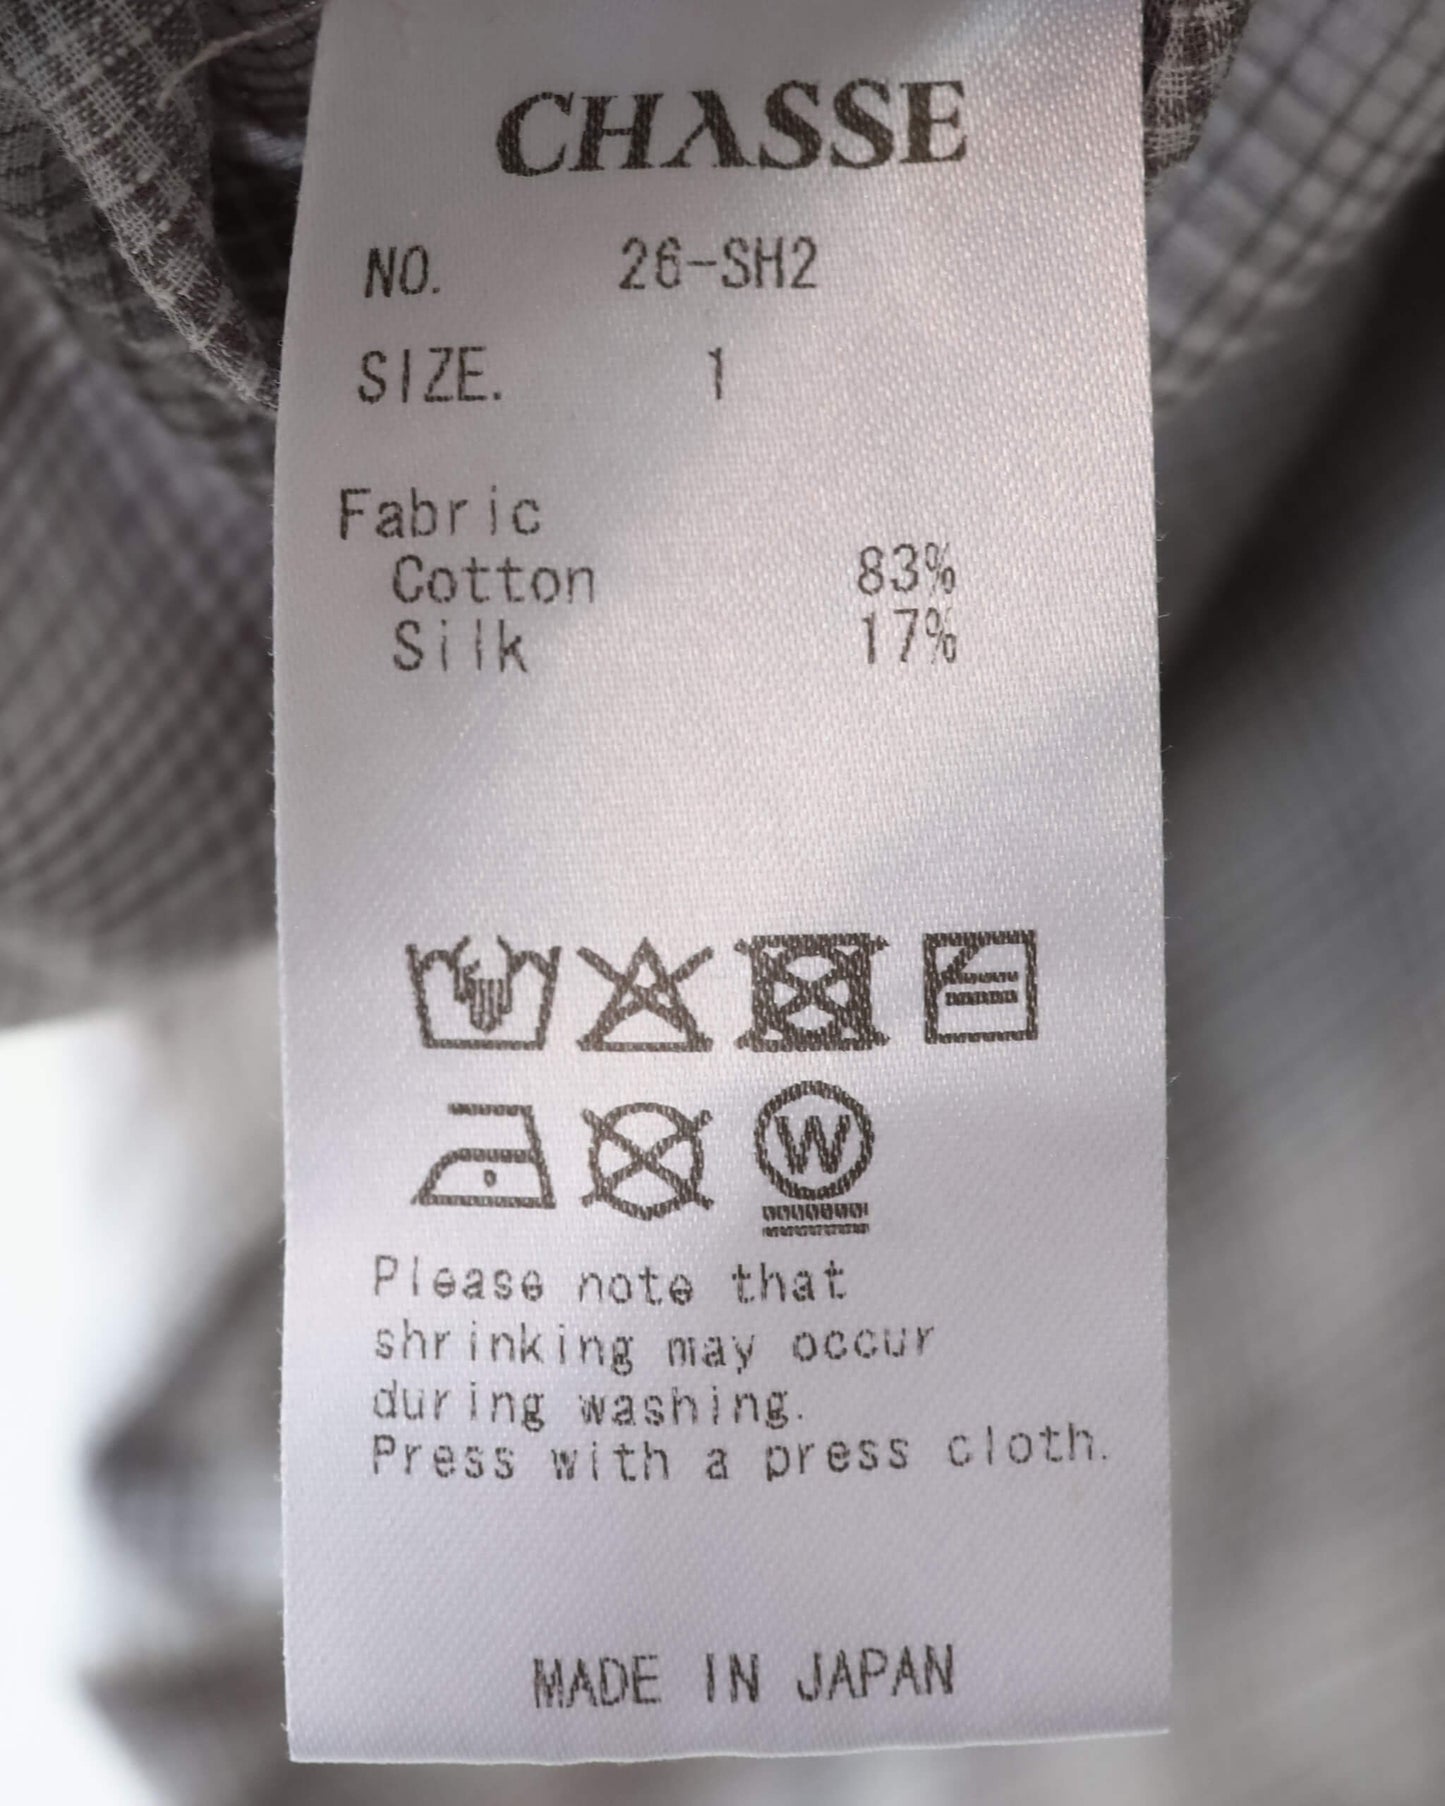 CHASSE
NO. 26-SH2
SIZE. 1
Fabric
Cotton 83%
Silk 17%
W
Please note that
shrinking may occur
during washing.
Press with a press cloth.
MADE IN JAPAN